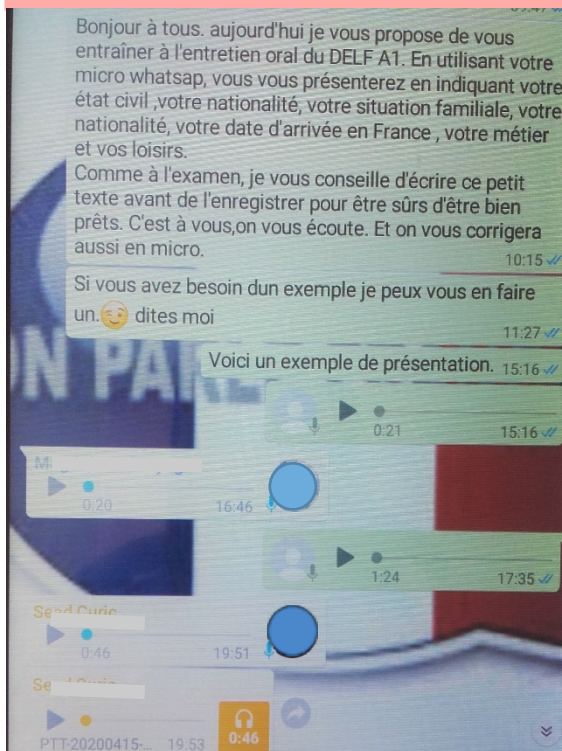 Bonjour à tous. aujourd'hui je vous propose de vous
entraîner à l'entretien oral du DELF A1. En utilisant votre
micro whatsap, vous vous présenterez en indiquant votre
état civil ,votre nationalité, votre situation familiale, votre
nationalité, votre date d'arrivée en France , votre métier
et vos loisirs.
Comme à l'examen, je vous conseille d'écrire ce petit
texte avant de l'enregistrer pour être sûrs d'être bien
prêts. C'est à vous,on vous écoute. Et on vous corrigera
aussi en micro.
10:15
Si vous avez besoin dun exemple je peux vous en faire
un. dites moi
11:27
ON PAR
Voici un exemple de présentation. 15:16
0:21 15:16
0:20 16:46
1:24 17:35
0:46 19:51
PTT-20200415-... 19:53 0:46